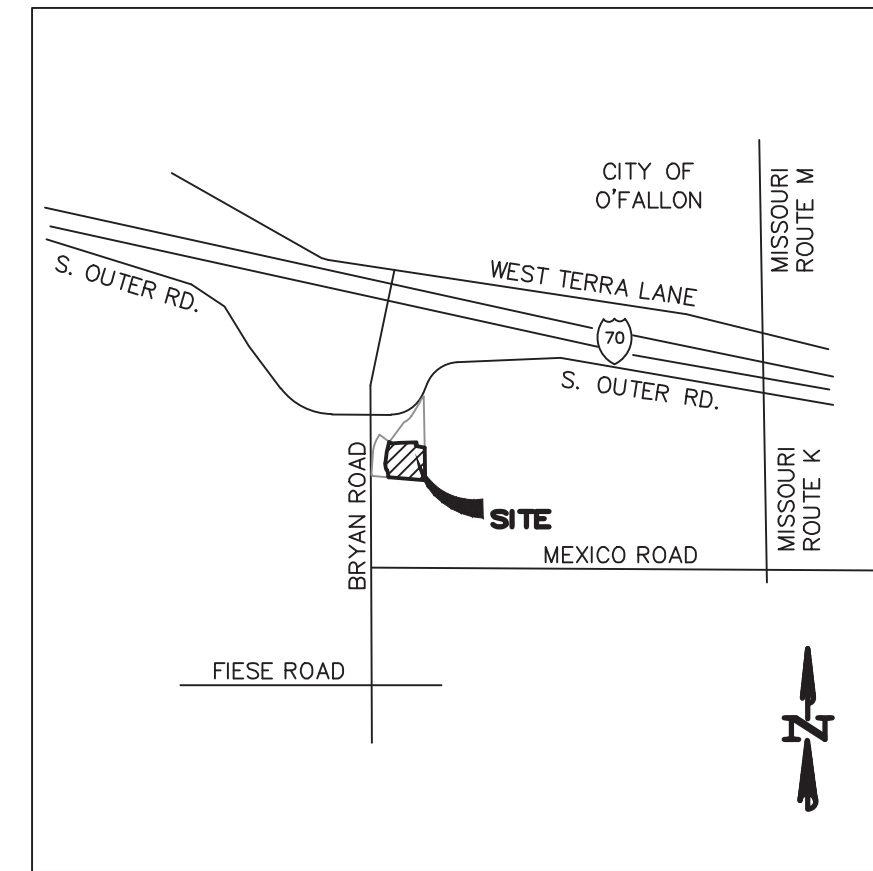 CITY OF
O'FALLON
MISSOURI
ROUTE M
S. OUTER RD.
WEST TERRA LANE
70
S. OUTER RD.
BRYAN ROAD
SITE
MISSOURI
ROUTE K
MEXICO ROAD
FIESE ROAD
N